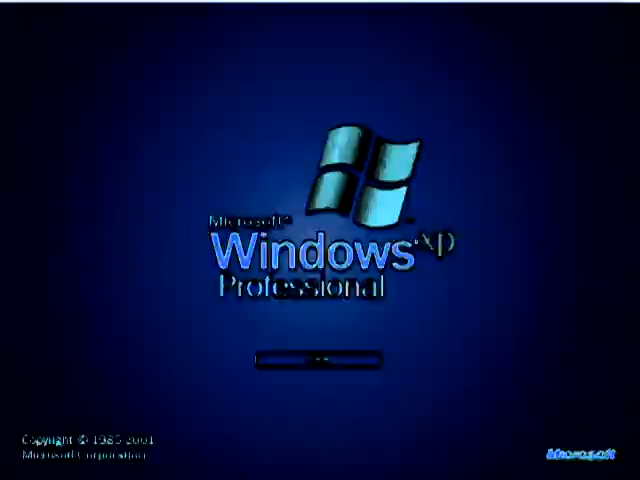 Microsoft®
Windows xp
Professional
Copyright © 1985-2001
Microsoft Corporation
Microsoft